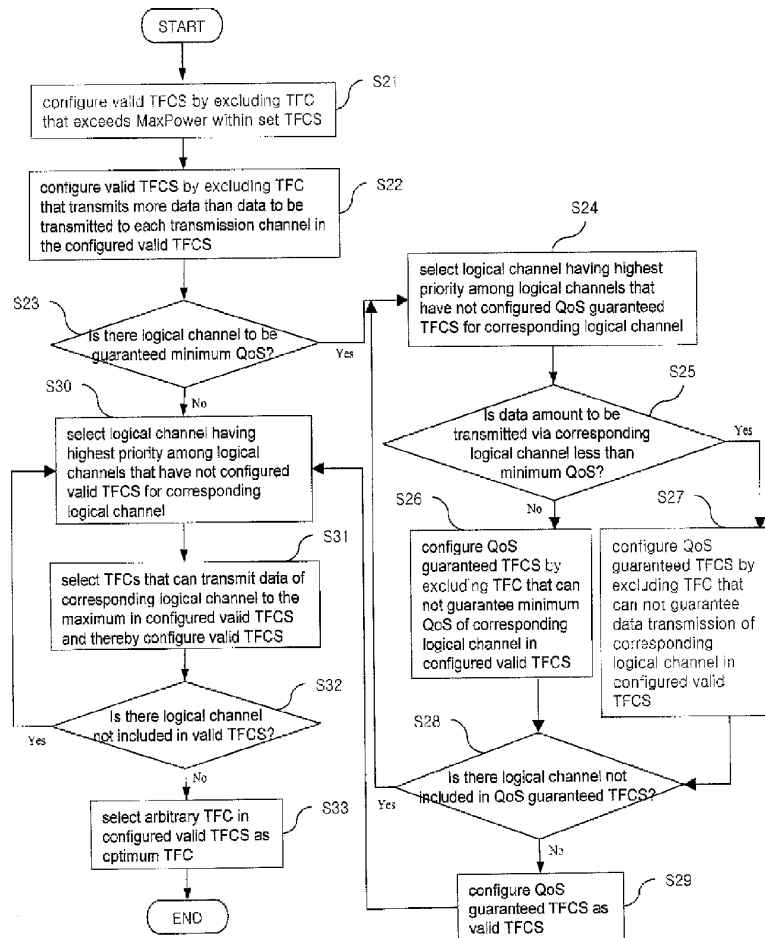 START
S21
configure valid TFCS by excluding TFC
that exceeds MaxPower within set TFCS
S22
configure valid TFCS by excluding TFC
that transmits more data than data to be
transmitted to each transmission channel in
the configured valid TFCS
S23
Is there logical channel to be
guaranteed minimum QoS?
Yes
No
S24
select logical channel having highest
priority among logical channels that
have not configured QoS guaranteed
TFCS for corresponding logical channel
S25
Is data amount to be
transmitted via corresponding
logical channel less than
minimum QoS?
Yes
No
S26
configure QoS
guaranteed TFCS by
excluding TFC that can
not guarantee minimum
QoS of corresponding
logical channel in
configured valid TFCS
S27
configure QoS
guaranteed TFCS by
excluding TFC that
can not guarantee
data transmission of
corresponding
logical channel in
configured valid
TFCS
S28
Is there logical channel not
included in QoS guaranteed TFCS?
Yes
No
S29
configure QoS
guaranteed TFCS as
valid TFCS
S30
select logical channel having
highest priority among logical
channels that have not configured
valid TFCS for corresponding
logical channel
S31
select TFCs that can transmit data of
corresponding logical channel to the
maximum in configured valid TFCS
and thereby configure valid TFCS
S32
Is there logical channel
not included in valid TFCS?
Yes
No
S33
select arbitrary TFC in
configured valid TFCS as
optimum TFC
END